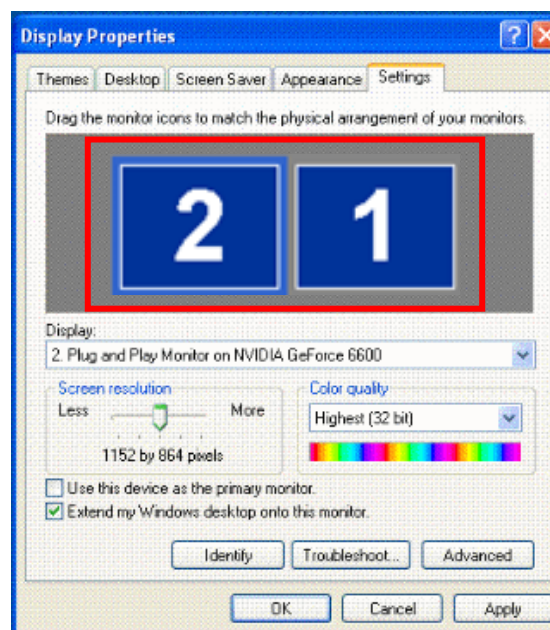 Display Properties
Themes Desktop Screen Saver Appearance Settings
Drag the monitor icons to match the physical arrangement of your monitors.
2 1
Display:
2. Plug and Play Monitor on NVIDIA GeForce 6600
Screen resolution
Less More
1152 by 864 pixels
Color quality
Highest (32 bit)
Use this device as the primary monitor.
Extend my Windows desktop onto this monitor.
Identify Troubleshoot... Advanced
OK Cancel Apply